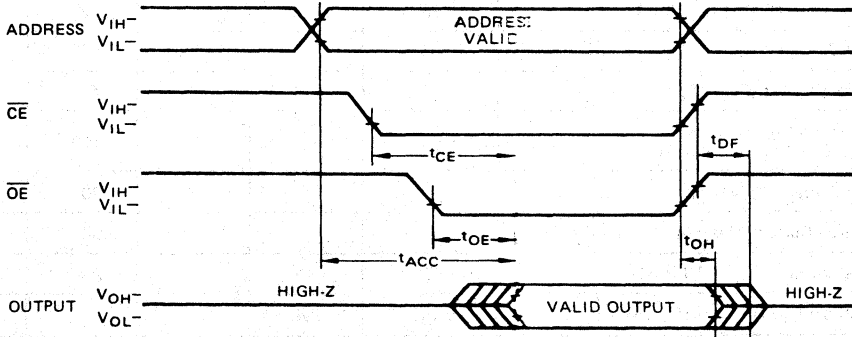 ADDRESS
VIH
VIL
ADDRESS
VALID
CE
VIH
VIL
tCE
tDF
OE
VIH
VIL
tOE
tACC
tOH
OUTPUT
VOH
VOL
HIGH-Z
VALID OUTPUT
HIGH-Z